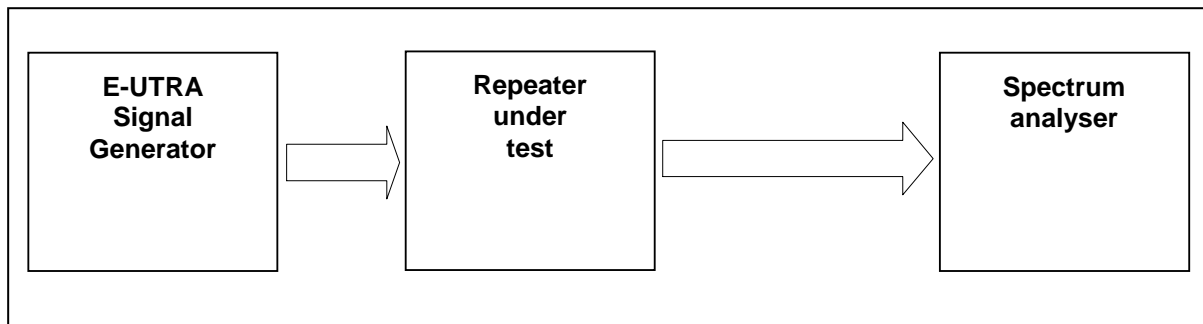 E-UTRA
Signal
Generator
Repeater
under
test
Spectrum
analyser